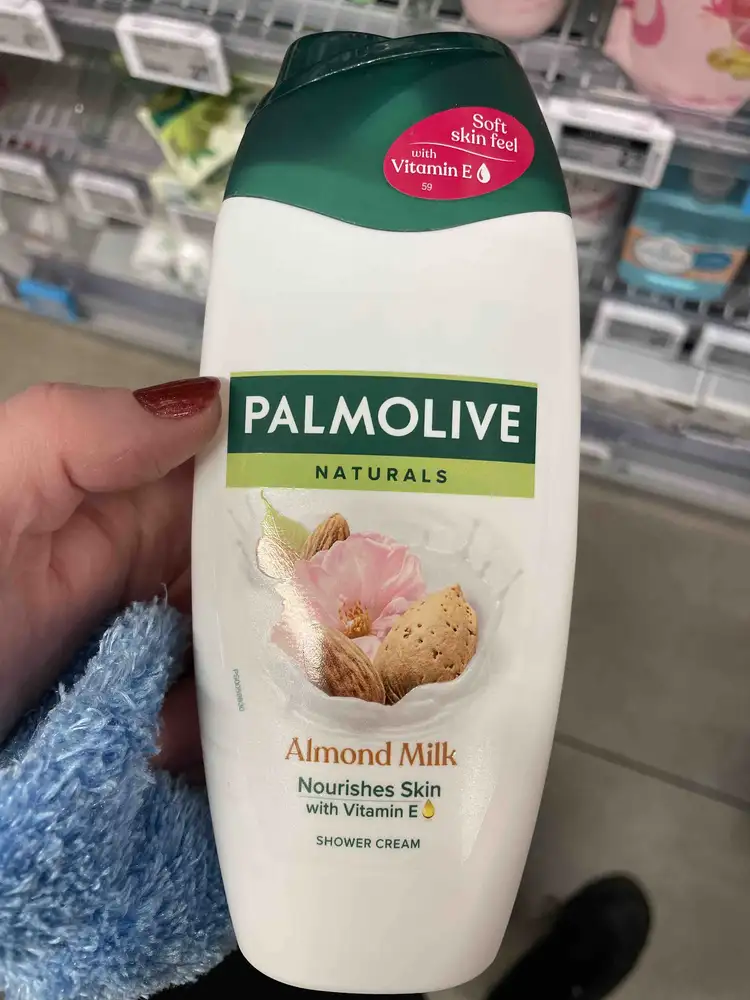 Soft
skin feel
with
Vitamin E
59
PALMOLIVE
NATURALS
Almond Milk
Nourishes Skin
with Vitamin E
SHOWER CREAM